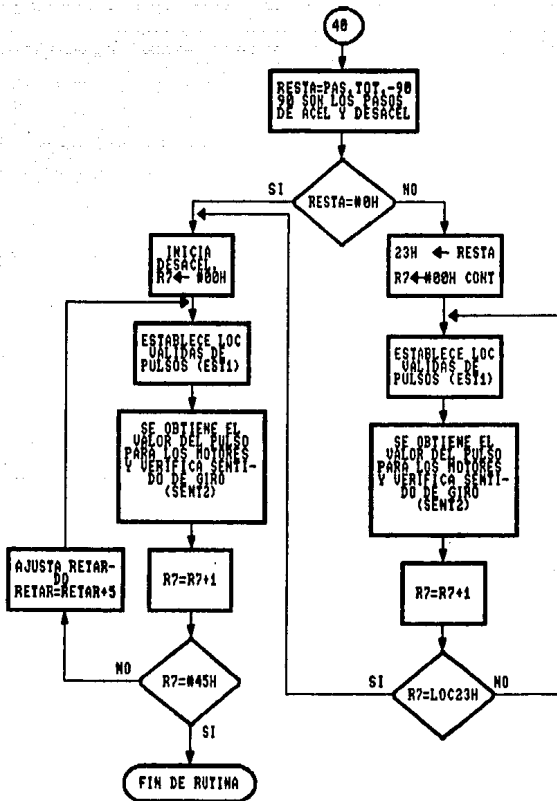 40
RESTA=PAS.TOT.-90
90 SON LOS PASOS
DE ACEL Y DESACEL
RESTA=#0H
SI
NO
INICIA
DESACEL.
R7← #00H
23H ← RESTA
R7←#00H CONT
ESTABLECE LOC
VALIDAS DE
PULSOS (EST1)
ESTABLECE LOC
VALIDAS DE
PULSOS (EST1)
SE OBTIENE EL
VALOR DEL PULSO
PARA LOS MOTORES
Y VERIFICA SENTI-
DO DE GIRO
(SENT2)
SE OBTIENE EL
VALOR DEL PULSO
PARA LOS MOTORES
Y VERIFICA SENTI-
DO DE GIRO
(SENT2)
AJUSTA RETAR-
DO
RETAR=RETAR+5
R7=R7+1
R7=R7+1
NO
R7=#45H
SI
SI
R7=LOC23H
NO
FIN DE RUTINA